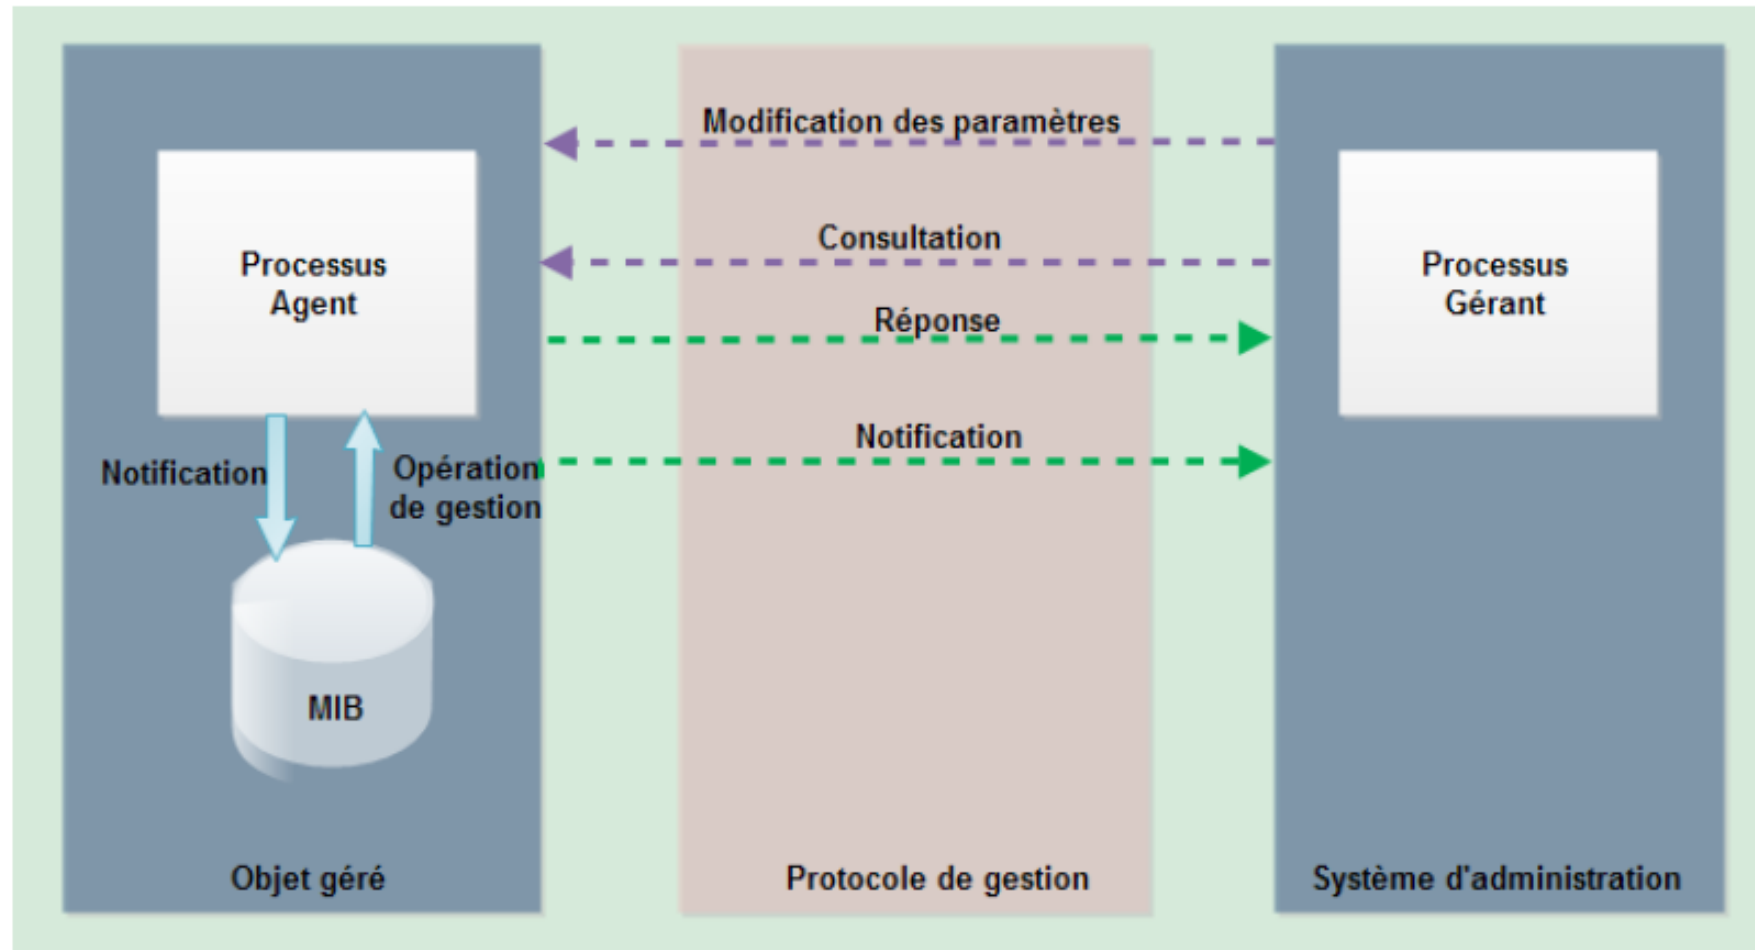 Modification des paramètres
Consultation
Réponse
Notification
Processus
Agent
Processus
Gérant
Notification
Opération
de gestion
MIB
Objet géré
Protocole de gestion
Système d'administration